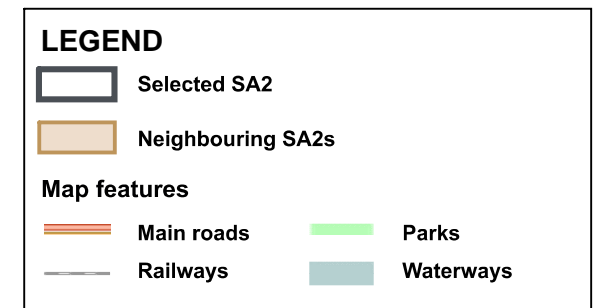 LEGEND
Selected SA2
Neighbouring SA2s
Map features
Main roads
Parks
Railways
Waterways